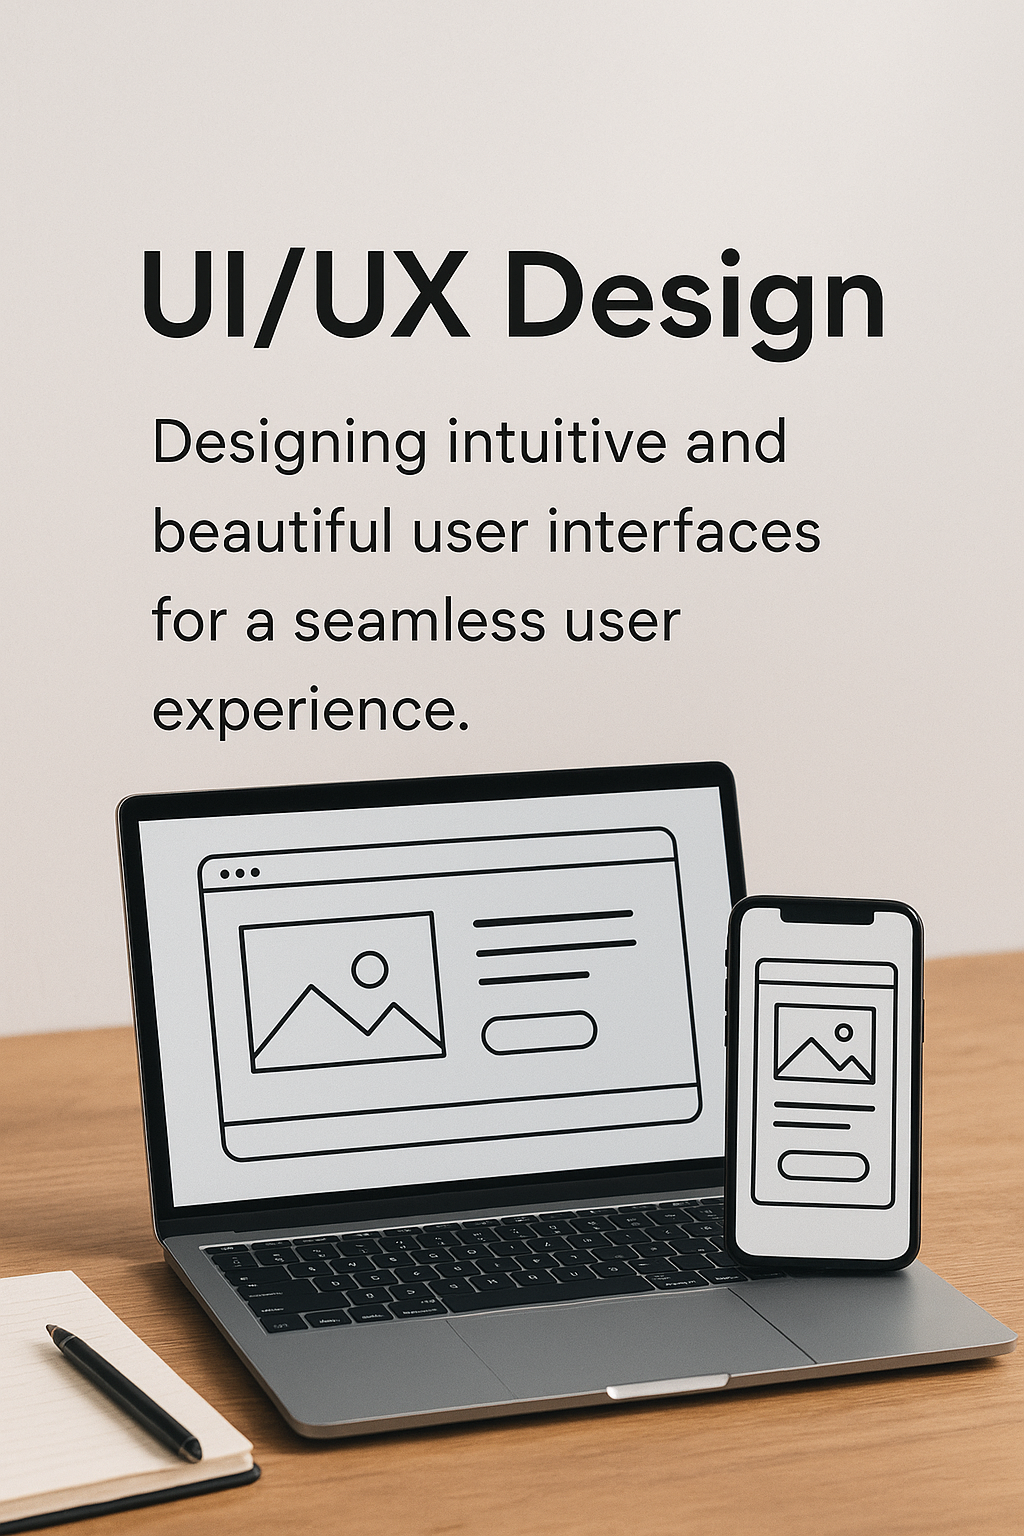 UI/UX Design
Designing intuitive and
beautiful user interfaces
for a seamless user
experience.